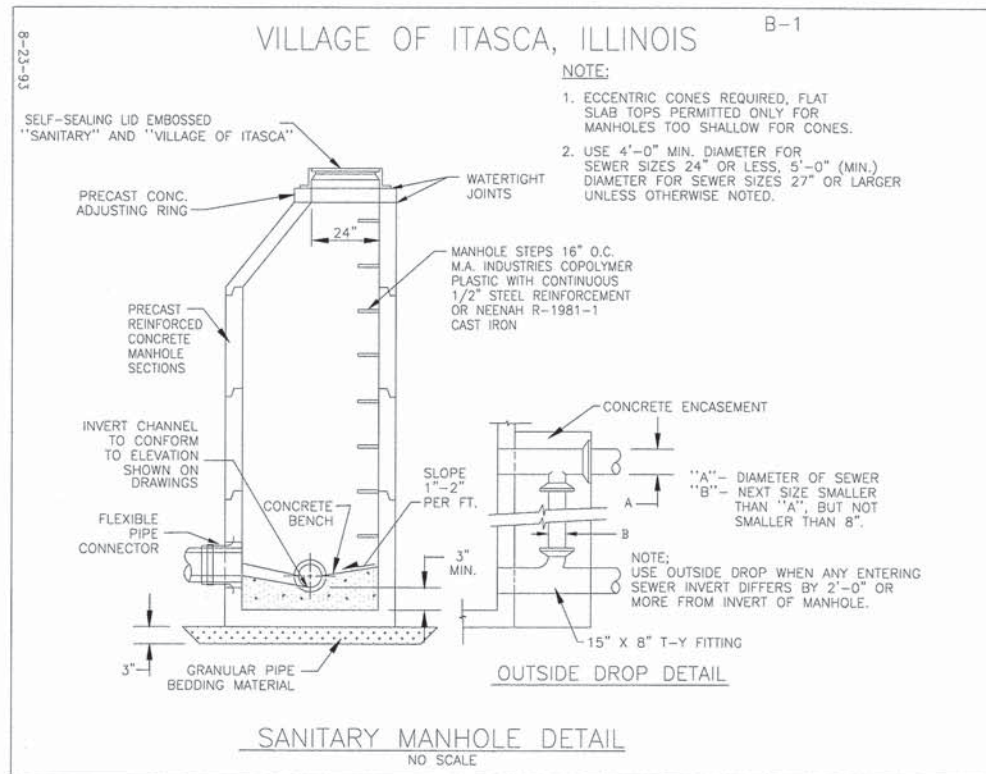 8-23-93
VILLAGE OF ITASCA, ILLINOIS
B-1
NOTE:
1. ECCENTRIC CONES REQUIRED, FLAT
SLAB TOPS PERMITTED ONLY FOR
MANHOLES TOO SHALLOW FOR CONES.
2. USE 4'-0" MIN. DIAMETER FOR
SEWER SIZES 24" OR LESS, 5'-0" (MIN.)
DIAMETER FOR SEWER SIZES 27" OR LARGER
UNLESS OTHERWISE NOTED.
SELF-SEALING LID EMBOSSED
"SANITARY" AND "VILLAGE OF ITASCA"
PRECAST CONC.
ADJUSTING RING
WATERTIGHT
JOINTS
24"
MANHOLE STEPS 16" O.C.
M.A. INDUSTRIES COPOLYMER
PLASTIC WITH CONTINUOUS
1/2" STEEL REINFORCEMENT
OR NEENAH R-1981-1
CAST IRON
PRECAST
REINFORCED
CONCRETE
MANHOLE
SECTIONS
INVERT CHANNEL
TO CONFORM
TO ELEVATION
SHOWN ON
DRAWINGS
SLOPE
1"-2"
PER FT.
CONCRETE
BENCH
FLEXIBLE
PIPE
CONNECTOR
3"
MIN.
3"
GRANULAR PIPE
BEDDING MATERIAL
CONCRETE ENCASEMENT
A
"A"- DIAMETER OF SEWER
"B"- NEXT SIZE SMALLER
THAN "A", BUT NOT
SMALLER THAN 8".
B
NOTE;
USE OUTSIDE DROP WHEN ANY ENTERING
SEWER INVERT DIFFERS BY 2'-0" OR
MORE FROM INVERT OF MANHOLE.
15" X 8" T-Y FITTING
OUTSIDE DROP DETAIL
SANITARY MANHOLE DETAIL
NO SCALE